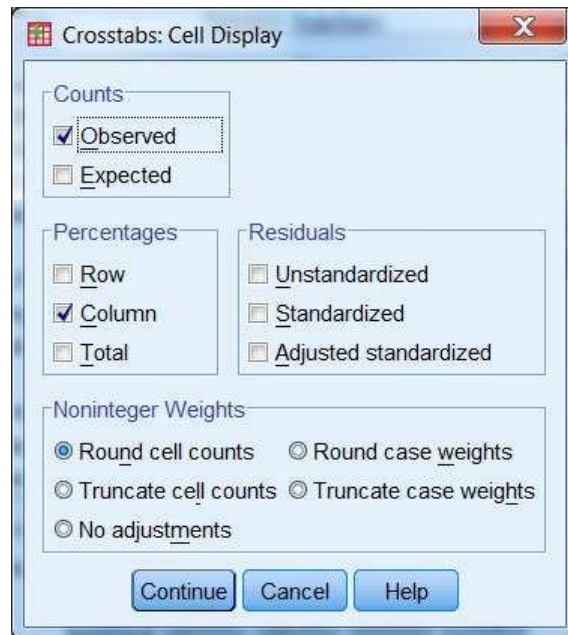 Crosstabs: Cell Display
Counts
Observed
Expected
Percentages
Row
Column
Total
Residuals
Unstandardized
Standardized
Adjusted standardized
Noninteger Weights
Round cell counts
Round case weights
Truncate cell counts
Truncate case weights
No adjustments
Continue
Cancel
Help